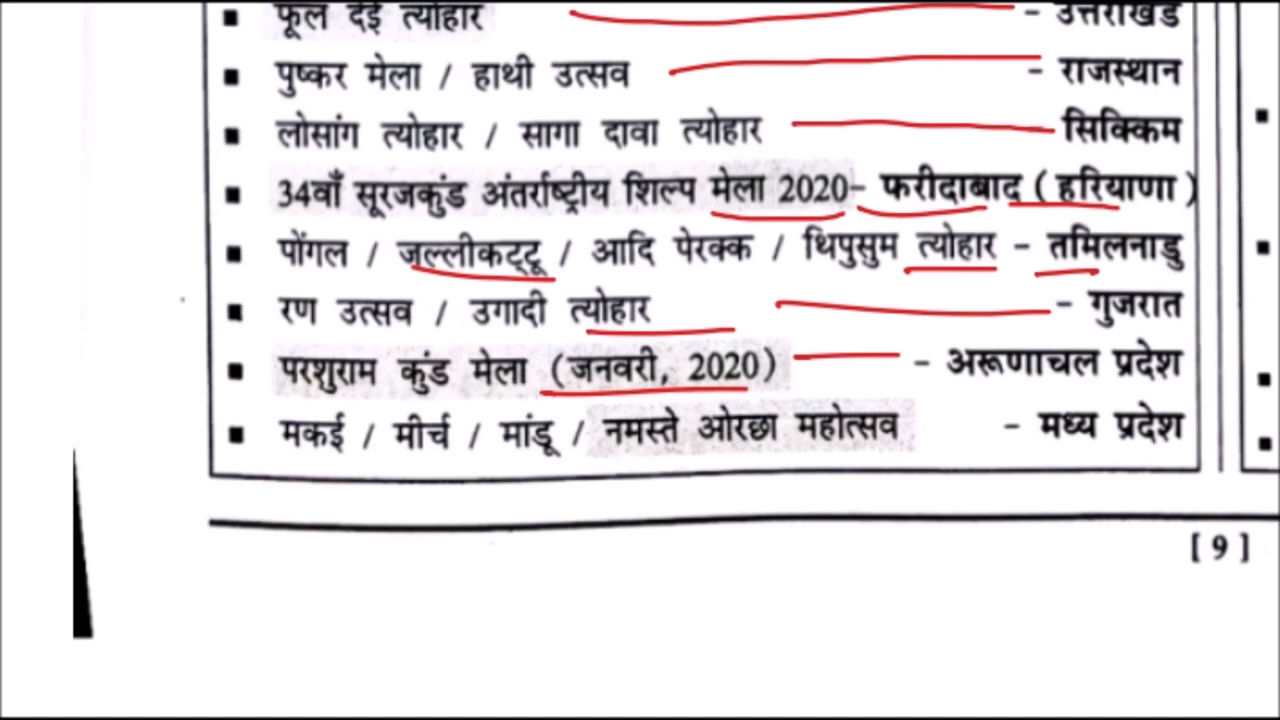 ▪ फूल देई त्योहार - उत्तराखंड
▪ पुष्कर मेला / हाथी उत्सव - राजस्थान
▪ लोसांग त्योहार / सागा दावा त्योहार सिक्किम
▪ 34वाँ सूरजकुंड अंतर्राष्ट्रीय शिल्प मेला 2020- फरीदाबाद ( हरियाणा )
▪ पोंगल / जल्लीकट्टू / आदि पेरक्क / थिपुसुम त्योहार - तमिलनाडु
▪ रण उत्सव / उगादी त्योहार - गुजरात
▪ परशुराम कुंड मेला (जनवरी, 2020) - अरूणाचल प्रदेश
▪ मकई / मीर्च / मांडू / नमस्ते ओरछा महोत्सव - मध्य प्रदेश
[ 9 ]